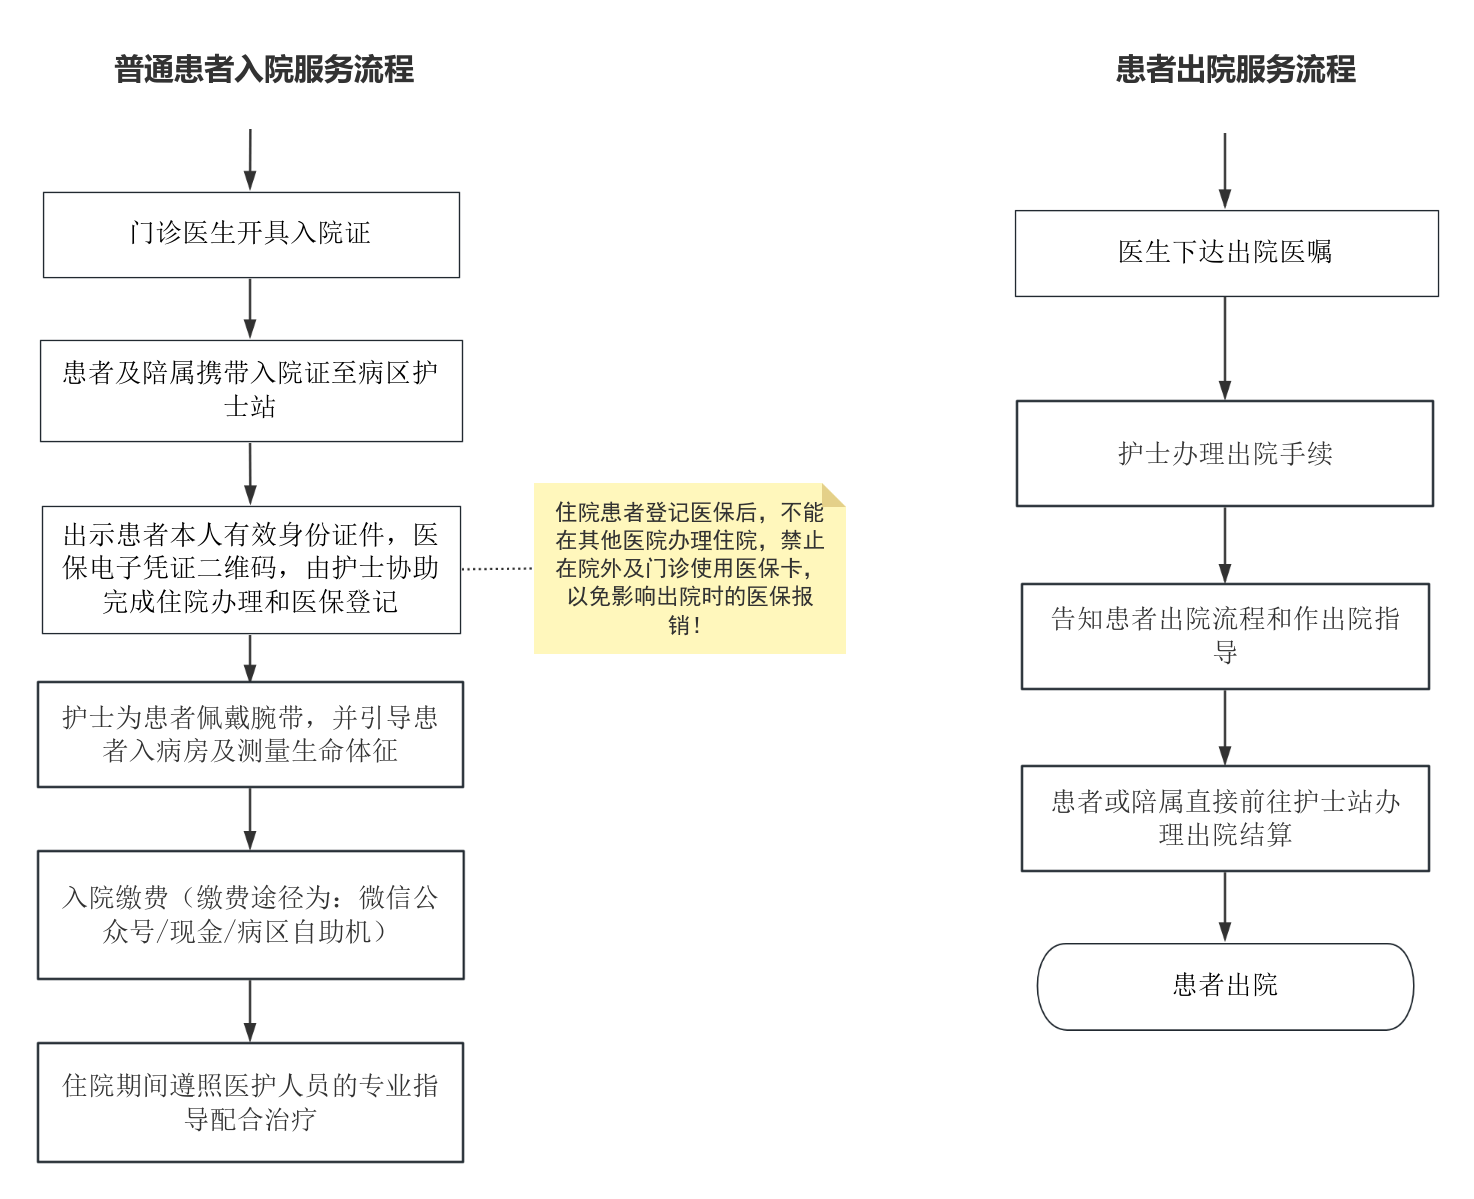 普通患者入院服务流程
门诊医生开具入院证
患者及陪属携带入院证至病区护
士站
出示患者本人有效身份证件，医
保电子凭证二维码，由护士协助
完成住院办理和医保登记
住院患者登记医保后，不能
在其他医院办理住院，禁止
在院外及门诊使用医保卡，
以免影响出院时的医保报
销！
护士为患者佩戴腕带，并引导患
者入病房及测量生命体征
入院缴费（缴费途径为：微信公
众号/现金/病区自助机）
住院期间遵照医护人员的专业指
导配合治疗
患者出院服务流程
医生下达出院医嘱
护士办理出院手续
告知患者出院流程和作出院指
导
患者或陪属直接前往护士站办
理出院结算
患者出院